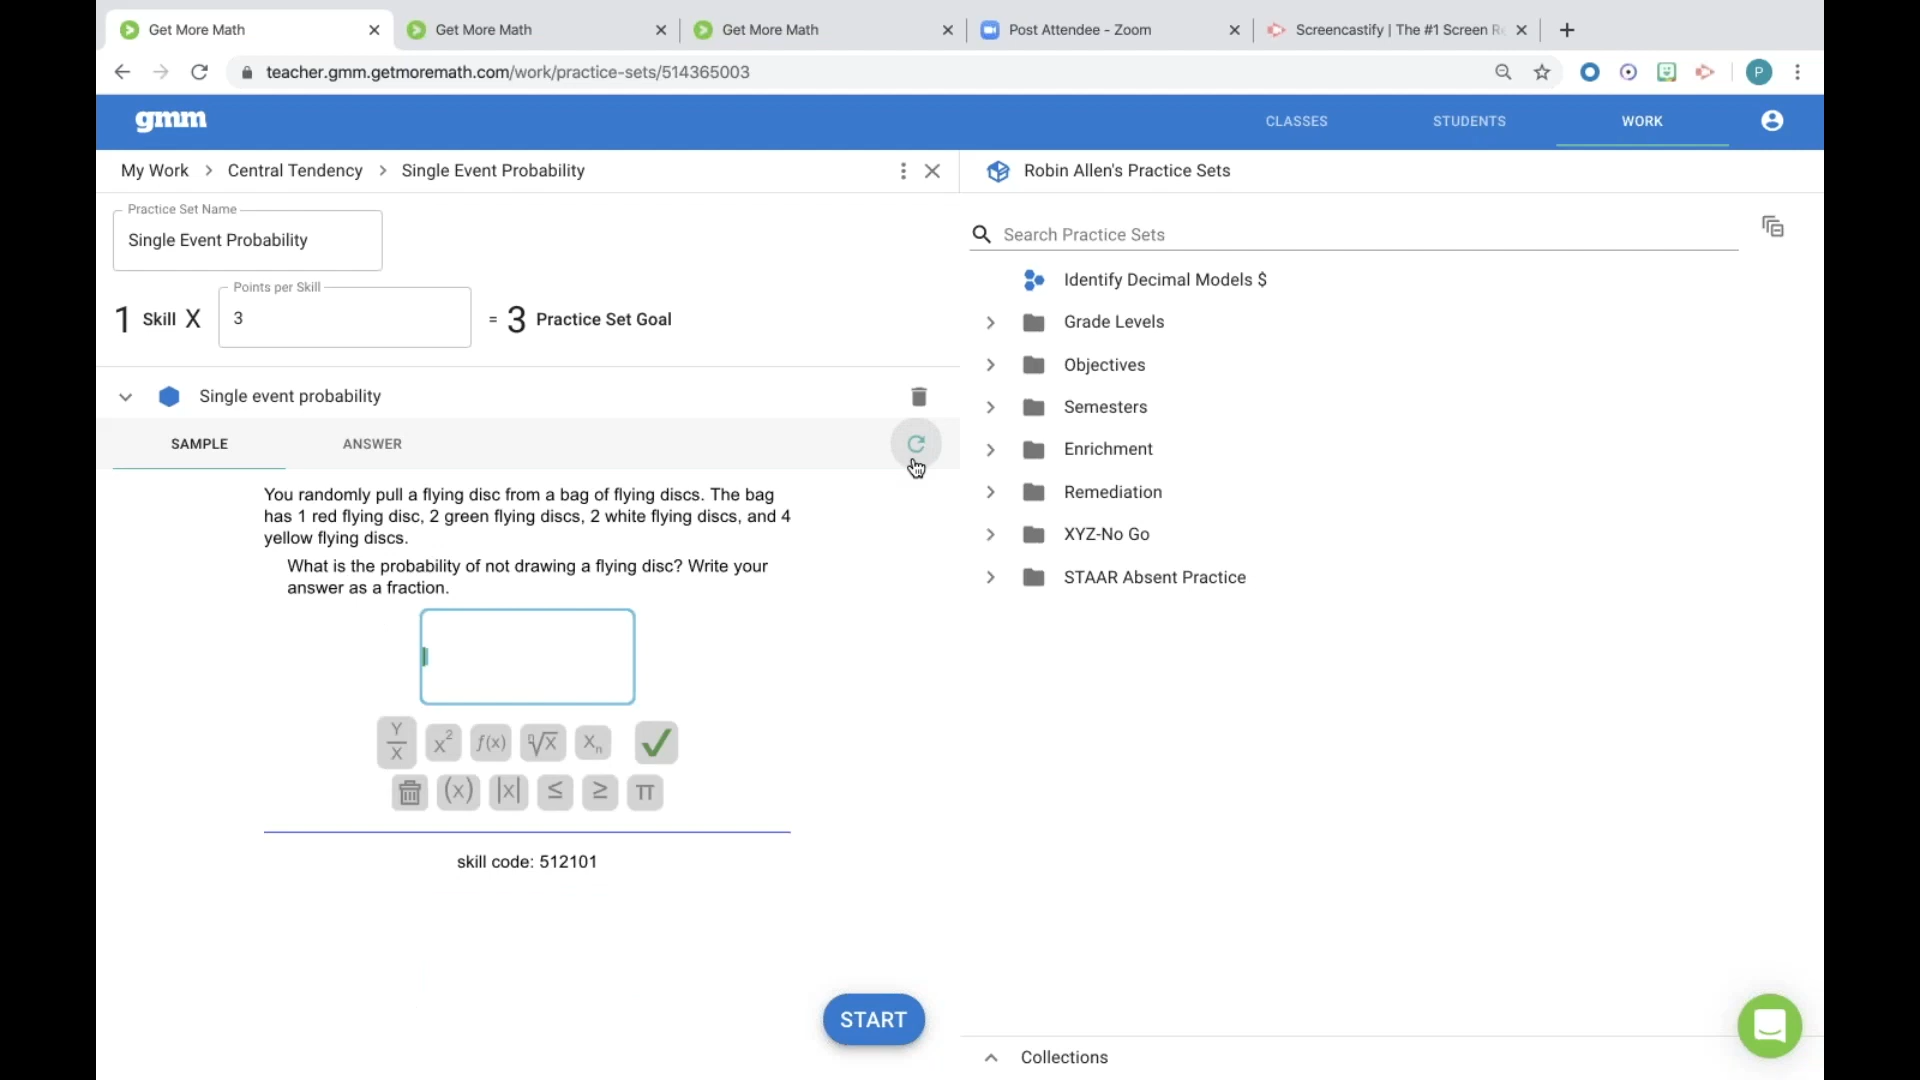 Get More Math
Get More Math
Get More Math
Post Attendee - Zoom
Screencastify | The #1 Screen Re
teacher.gmm.getmoremath.com/work/practice-sets/514365003
P
gmm
CLASSES
STUDENTS
WORK
My Work > Central Tendency > Single Event Probability
Robin Allen's Practice Sets
Practice Set Name
Single Event Probability
Search Practice Sets
1 Skill X
Points per Skill
3
= 3 Practice Set Goal
Identify Decimal Models $
Grade Levels
Objectives
Semesters
Enrichment
Remediation
XYZ-No Go
STAAR Absent Practice
Single event probability
SAMPLE
ANSWER
You randomly pull a flying disc from a bag of flying discs. The bag
has 1 red flying disc, 2 green flying discs, 2 white flying discs, and 4
yellow flying discs.
What is the probability of not drawing a flying disc? Write your
answer as a fraction.
Y/X x² f(x) ⁿ√x Xₙ
(x) |x| ≤ ≥ π
skill code: 512101
START
Collections